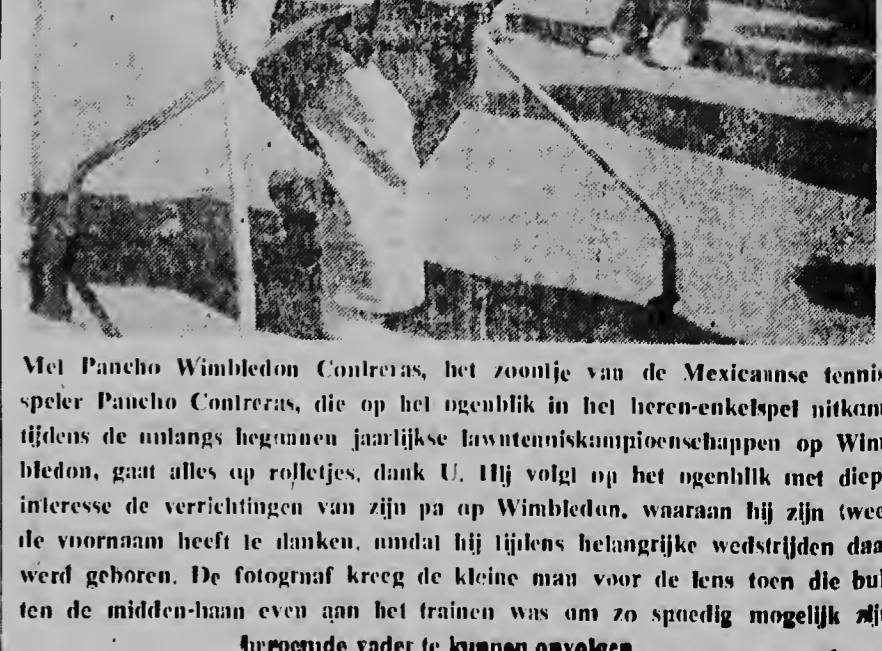 Met Pancho Wimbledon Contreras, het zoontje van de Mexicaanse tennis
speler Pancho Contreras, die op het ogenblik in het heren-enkelspel uitkomt
tijdens de onlangs begonnen jaarlijkse lawntenniskampioenschappen op Wim
bledon, gaat alles op rolletjes, dank U. Hij volgt op het ogenblik met diep
interesse de verrichtingen van zijn pa op Wimbledon, waaraan hij zijn twee
de voornaam heeft te danken, omdat hij tijdens belangrijke wedstrijden daa
werd geboren. De fotograaf kreeg de kleine man voor de lens toen die bui
ten de midden-baan even aan het trainen was om zo spoedig mogelijk zijn
beroemde vader te kunnen opvolgen